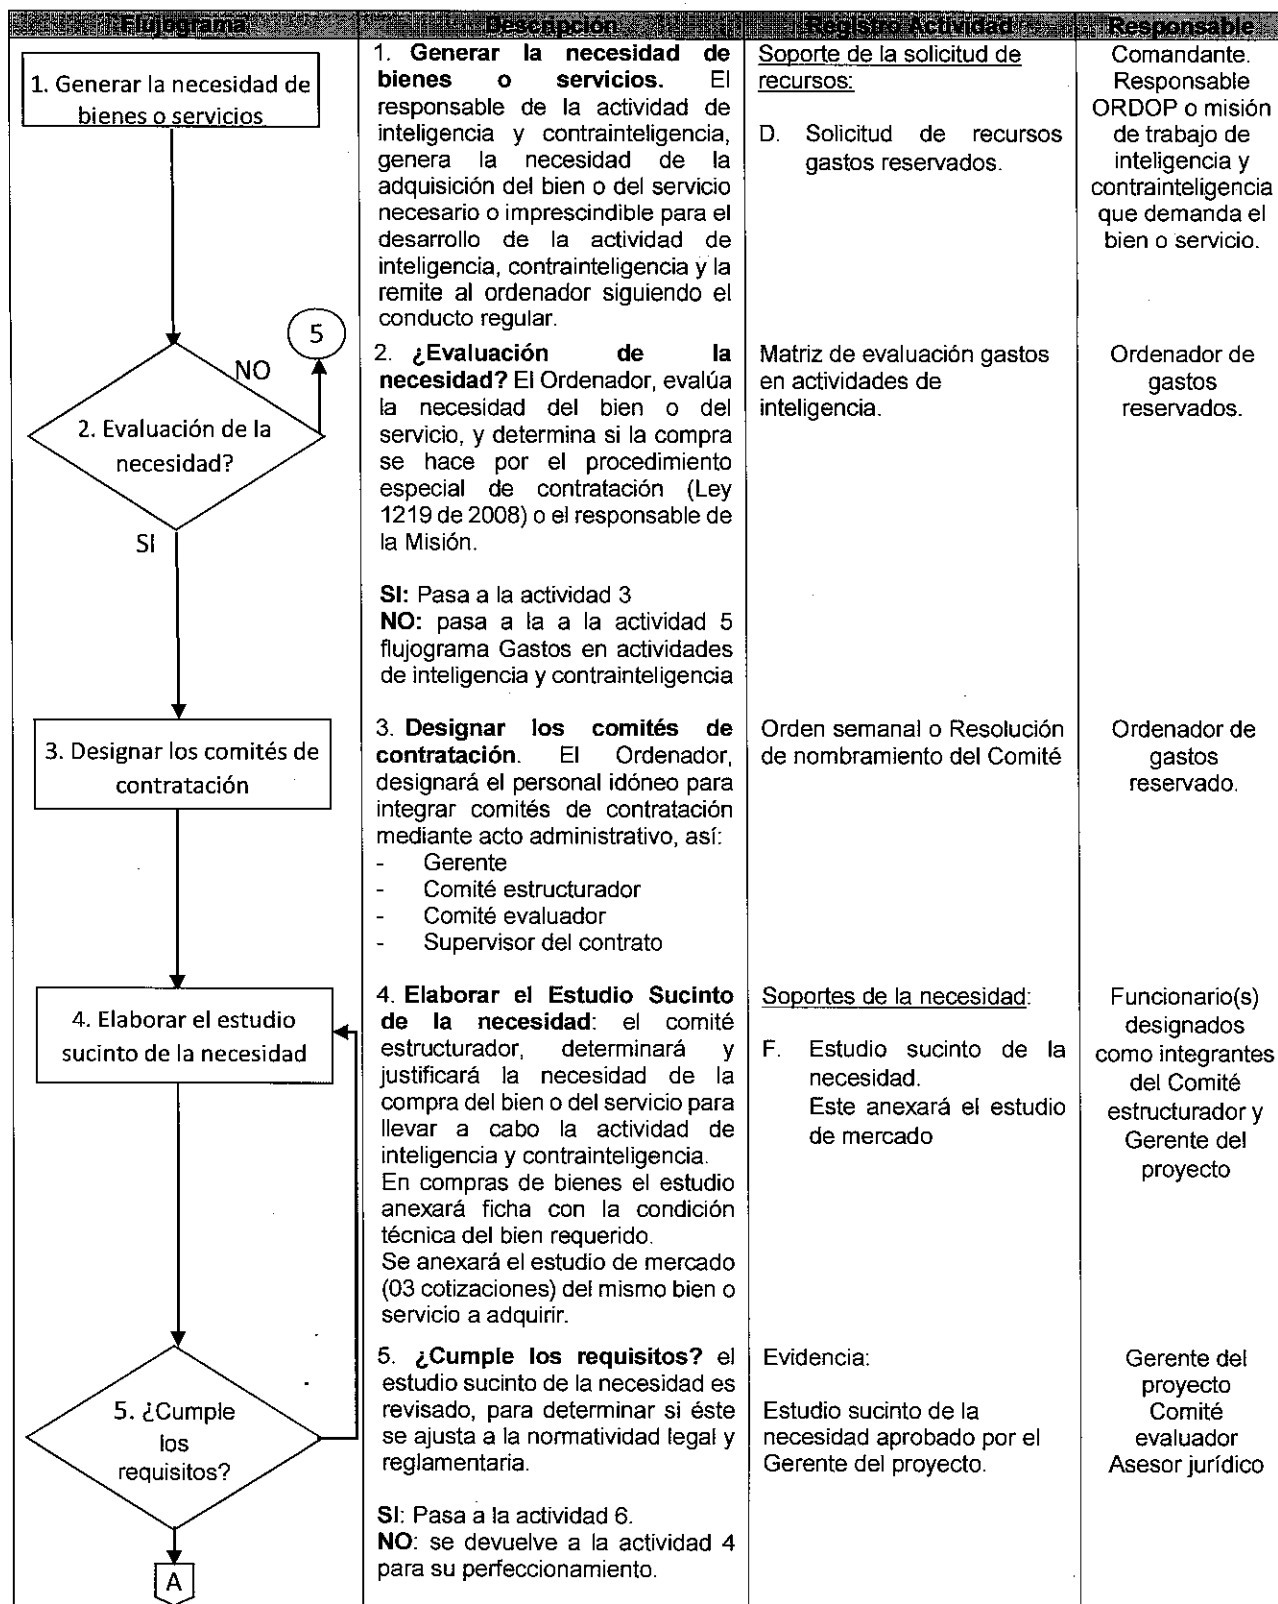 Flujograma
Descripción
Registro Actividad
Responsable
1. Generar la necesidad de
bienes o servicios
1. Generar la necesidad de
bienes o servicios. El
responsable de la actividad de
inteligencia y contrainteligencia,
genera la necesidad de la
adquisición del bien o del servicio
necesario o imprescindible para el
desarrollo de la actividad de
inteligencia, contrainteligencia y la
remite al ordenador siguiendo el
conducto regular.
Soporte de la solicitud de
recursos:
D. Solicitud de recursos
gastos reservados.
Comandante.
Responsable
ORDOP o misión
de trabajo de
inteligencia y
contrainteligencia
que demanda el
bien o servicio.
5
NO
2. Evaluación de la
necesidad?
SI
2. ¿Evaluación de la
necesidad? El Ordenador, evalúa
la necesidad del bien o del
servicio, y determina si la compra
se hace por el procedimiento
especial de contratación (Ley
1219 de 2008) o el responsable de
la Misión.
SI: Pasa a la actividad 3
NO: pasa a la a la actividad 5
flujograma Gastos en actividades
de inteligencia y contrainteligencia
Matriz de evaluación gastos
en actividades de
inteligencia.
Ordenador de
gastos
reservados.
3. Designar los comités de
contratación
3. Designar los comités de
contratación. El Ordenador,
designará el personal idóneo para
integrar comités de contratación
mediante acto administrativo, así:
- Gerente
- Comité estructurador
- Comité evaluador
- Supervisor del contrato
Orden semanal o Resolución
de nombramiento del Comité
Ordenador de
gastos
reservado.
4. Elaborar el estudio
sucinto de la necesidad
4. Elaborar el Estudio Sucinto
de la necesidad: el comité
estructurador, determinará y
justificará la necesidad de la
compra del bien o del servicio para
llevar a cabo la actividad de
inteligencia y contrainteligencia.
En compras de bienes el estudio
anexará ficha con la condición
técnica del bien requerido.
Se anexará el estudio de mercado
(03 cotizaciones) del mismo bien o
servicio a adquirir.
Soportes de la necesidad:
F. Estudio sucinto de la
necesidad.
Este anexará el estudio
de mercado
Funcionario(s)
designados
como integrantes
del Comité
estructurador y
Gerente del
proyecto
5. ¿Cumple
los
requisitos?
A
5. ¿Cumple los requisitos? el
estudio sucinto de la necesidad es
revisado, para determinar si éste
se ajusta a la normatividad legal y
reglamentaria.
SI: Pasa a la actividad 6.
NO: se devuelve a la actividad 4
para su perfeccionamiento.
Evidencia:
Estudio sucinto de la
necesidad aprobado por el
Gerente del proyecto.
Gerente del
proyecto
Comité
evaluador
Asesor jurídico